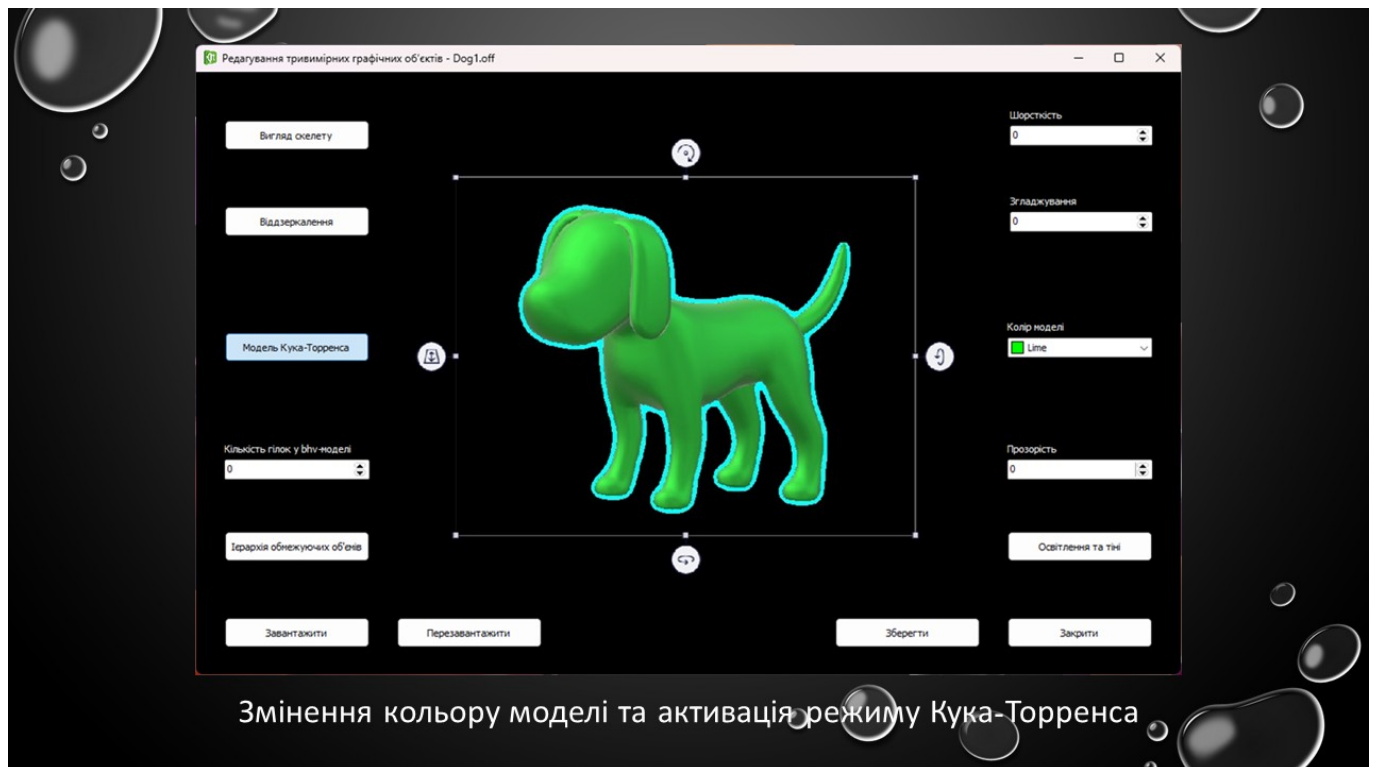 Редагування тривимірних графічних об'єктів - Dog1.off
Вигляд скелету
Віддзеркалення
Модель Кука-Торренса
Кількість гілок у bhv-моделі
0
Ієрархія обмежуючих об'ємів
Завантажити
Перезавантажити
Шорсткість
0
Згладжування
0
Колір моделі
Lime
Прозорість
0
Освітлення та тіні
Зберегти
Закрити
Змінення кольору моделі та активація режиму Кука-Торренса